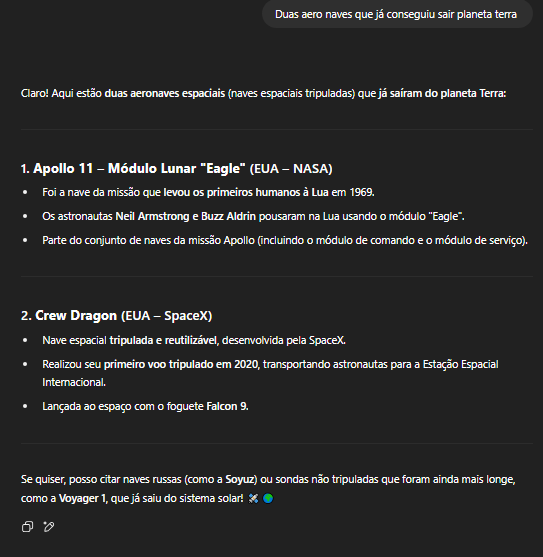 Duas aero naves que já conseguiu sair planeta terra
Claro! Aqui estão duas aeronaves espaciais (naves espaciais tripuladas) que já saíram do planeta Terra:
1. Apollo 11 – Módulo Lunar "Eagle" (EUA – NASA)
• Foi a nave da missão que levou os primeiros humanos à Lua em 1969.
• Os astronautas Neil Armstrong e Buzz Aldrin pousaram na Lua usando o módulo "Eagle".
• Parte do conjunto de naves da missão Apollo (incluindo o módulo de comando e o módulo de serviço).
2. Crew Dragon (EUA – SpaceX)
• Nave espacial tripulada e reutilizável, desenvolvida pela SpaceX.
• Realizou seu primeiro voo tripulado em 2020, transportando astronautas para a Estação Espacial
Internacional.
• Lançada ao espaço com o foguete Falcon 9.
Se quiser, posso citar naves russas (como a Soyuz) ou sondas não tripuladas que foram ainda mais longe,
como a Voyager 1, que já saiu do sistema solar! 🛰️🌍